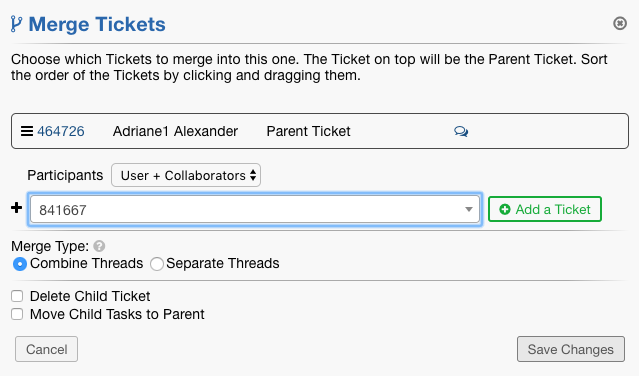 Merge Tickets
Choose which Tickets to merge into this one. The Ticket on top will be the Parent Ticket. Sort
the order of the Tickets by clicking and dragging them.
464726 Adriane1 Alexander Parent Ticket
Participants User + Collaborators
841667 Add a Ticket
Merge Type: ?
Combine Threads Separate Threads
Delete Child Ticket
Move Child Tasks to Parent
Cancel Save Changes